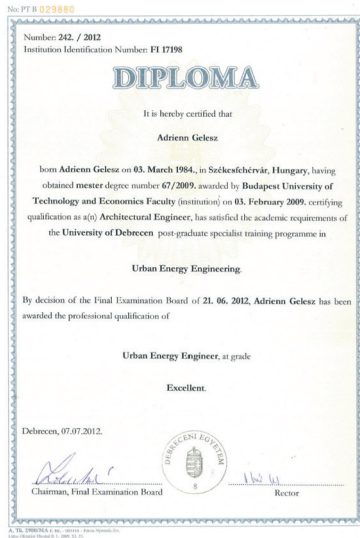 No: PT B 029880
Number: 242. / 2012
Institution Identification Number: FI 17198
DIPLOMA
It is hereby certified that
Adrienn Gelesz
born Adrienn Gelesz on 03. March 1984., in Székesfehérvár, Hungary, having
obtained mester degree number 67/2009. awarded by Budapest University of
Technology and Economics Faculty (institution) on 03. February 2009. certifying
qualification as a(n) Architectural Engineer, has satisfied the academic requirements of
the University of Debrecen post-graduate specialist training programme in
Urban Energy Engineering.
By decision of the Final Examination Board of 21. 06. 2012, Adrienn Gelesz has been
awarded the professional qualification of
Urban Energy Engineer, at grade
Excellent.
Debrecen, 07.07.2012.
DEBRECENI EGYETEM
Chairman, Final Examination Board
Rector